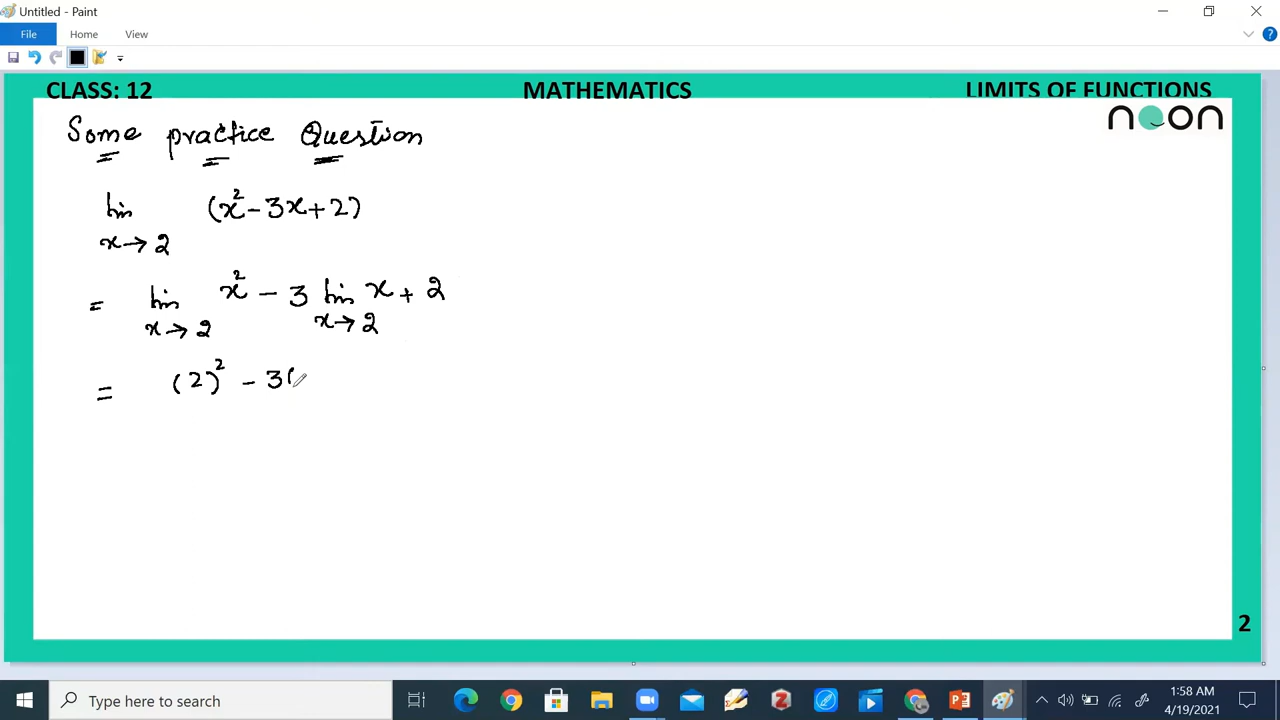 Untitled - Paint
File Home View
CLASS: 12 MATHEMATICS LIMITS OF FUNCTIONS
noon
Some practice Question
lim (x² - 3x + 2)
x → 2
= lim x² - 3 lim x + 2
x → 2 x → 2
= (2)² - 3(
2
Type here to search
1:58 AM
4/19/2021